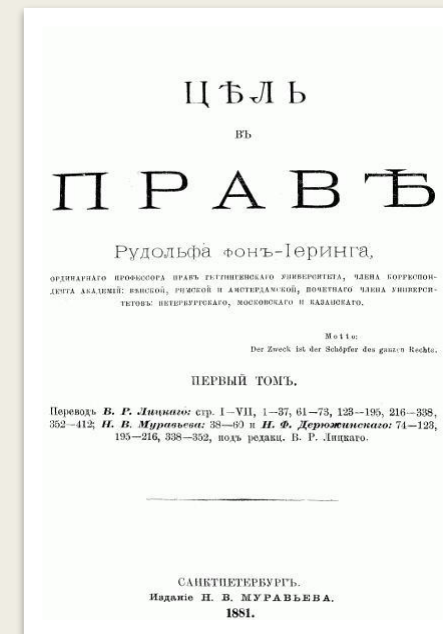 ЦѢЛЬ
ВЪ
ПРАВѢ
Рудольфа фонъ-Іеринга,
ОРДИНАРНАГО ПРОФЕССОРА ПРАВЪ ГЕТТИНГЕНСКАГО УНИВЕРСИТЕТА, ЧЛЕНА КОРРЕСПОН-
ДЕНТА АКАДЕМІЙ: ВѢНСКОЙ, РИМСКОЙ И АМСТЕРДАМСКОЙ, ПОЧЕТНАГО ЧЛЕНА УНИВЕРСИ-
ТЕТОВЪ: ПЕТЕРБУРГСКАГО, МОСКОВСКАГО И КАЗАНСКАГО.
Motto:
Der Zweck ist der Schöpfer des ganzen Rechts.
ПЕРВЫЙ ТОМЪ.
Переводъ В. Р. Лицкаго: стр. I—VII, 1—37, 61—73, 123—195, 216—338,
352—412; Н. В. Муравьева: 38—60 и Н. Ф. Дерюжинскаго: 74—123,
195—216, 338—352, подъ редакц. В. Р. Лицкаго.
САНКТПЕТЕРБУРГЪ.
Изданіе Н. В. МУРАВЬЕВА.
1881.